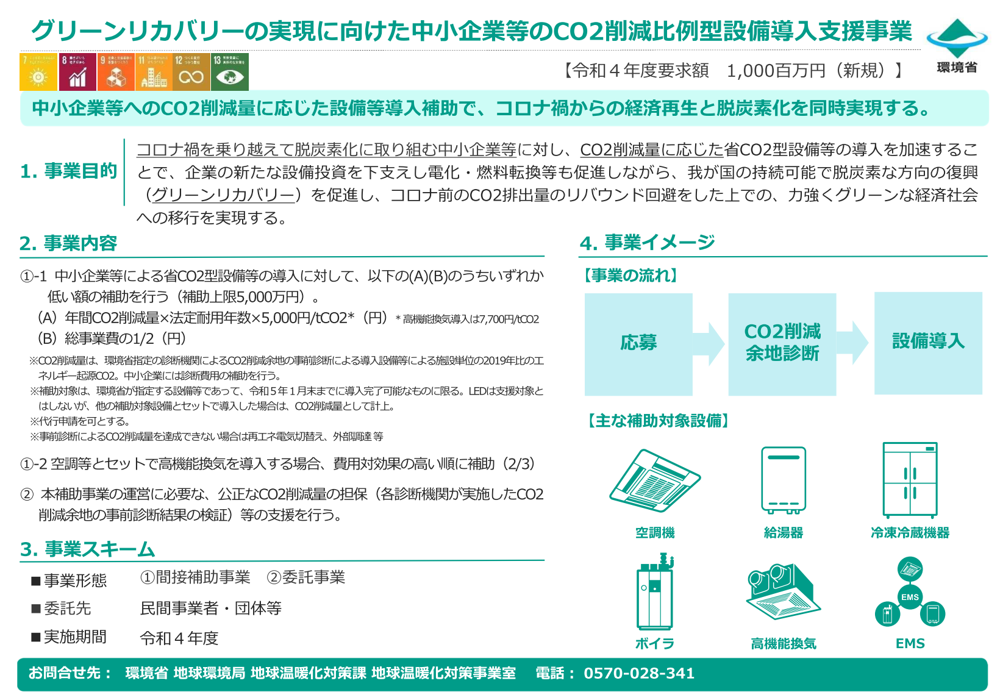 グリーンリカバリーの実現に向けた中小企業等のCO2削減比例型設備導入支援事業
環境省
7
8 働きがいも
経済成長も
9
11
12 つくる責任
つかう責任
13 気候変動に
具体的な対策を
【令和４年度要求額　1,000百万円（新規）】
中小企業等へのCO2削減量に応じた設備等導入補助で、コロナ禍からの経済再生と脱炭素化を同時実現する。
1. 事業目的
コロナ禍を乗り越えて脱炭素化に取り組む中小企業等に対し、CO2削減量に応じた省CO2型設備等の導入を加速するこ
とで、企業の新たな設備投資を下支えし電化・燃料転換等も促進しながら、我が国の持続可能で脱炭素な方向の復興
（グリーンリカバリー）を促進し、コロナ前のCO2排出量のリバウンド回避をした上での、力強くグリーンな経済社会
への移行を実現する。
2. 事業内容
①-1 中小企業等による省CO2型設備等の導入に対して、以下の(A)(B)のうちいずれか
低い額の補助を行う（補助上限5,000万円）。
（A）年間CO2削減量×法定耐用年数×5,000円/tCO2*（円）*高機能換気導入は7,700円/tCO2
（B）総事業費の1/2（円）
※CO2削減量は、環境省指定の診断機関によるCO2削減余地の事前診断による導入設備等による施設単位の2019年比のエ
ネルギー起源CO2。中小企業には診断費用の補助を行う。
※補助対象は、環境省が指定する設備等であって、令和５年１月末までに導入完了可能なものに限る。LEDは支援対象と
はしないが、他の補助対象設備とセットで導入した場合は、CO2削減量として計上。
※代行申請を可とする。
※事前診断によるCO2削減量を達成できない場合は再エネ電気切替え、外部調達 等
①-2 空調等とセットで高機能換気を導入する場合、費用対効果の高い順に補助（2/3）
② 本補助事業の運営に必要な、公正なCO2削減量の担保（各診断機関が実施したCO2
削減余地の事前診断結果の検証）等の支援を行う。
3. 事業スキーム
■事業形態　①間接補助事業　②委託事業
■委託先　民間事業者・団体等
■実施期間　令和４年度
4. 事業イメージ
【事業の流れ】
応募
CO2削減
余地診断
設備導入
【主な補助対象設備】
空調機
給湯器
冷凍冷蔵機器
ボイラ
高機能換気
EMS
EMS
お問合せ先： 環境省 地球環境局 地球温暖化対策課 地球温暖化対策事業室　電話： 0570-028-341